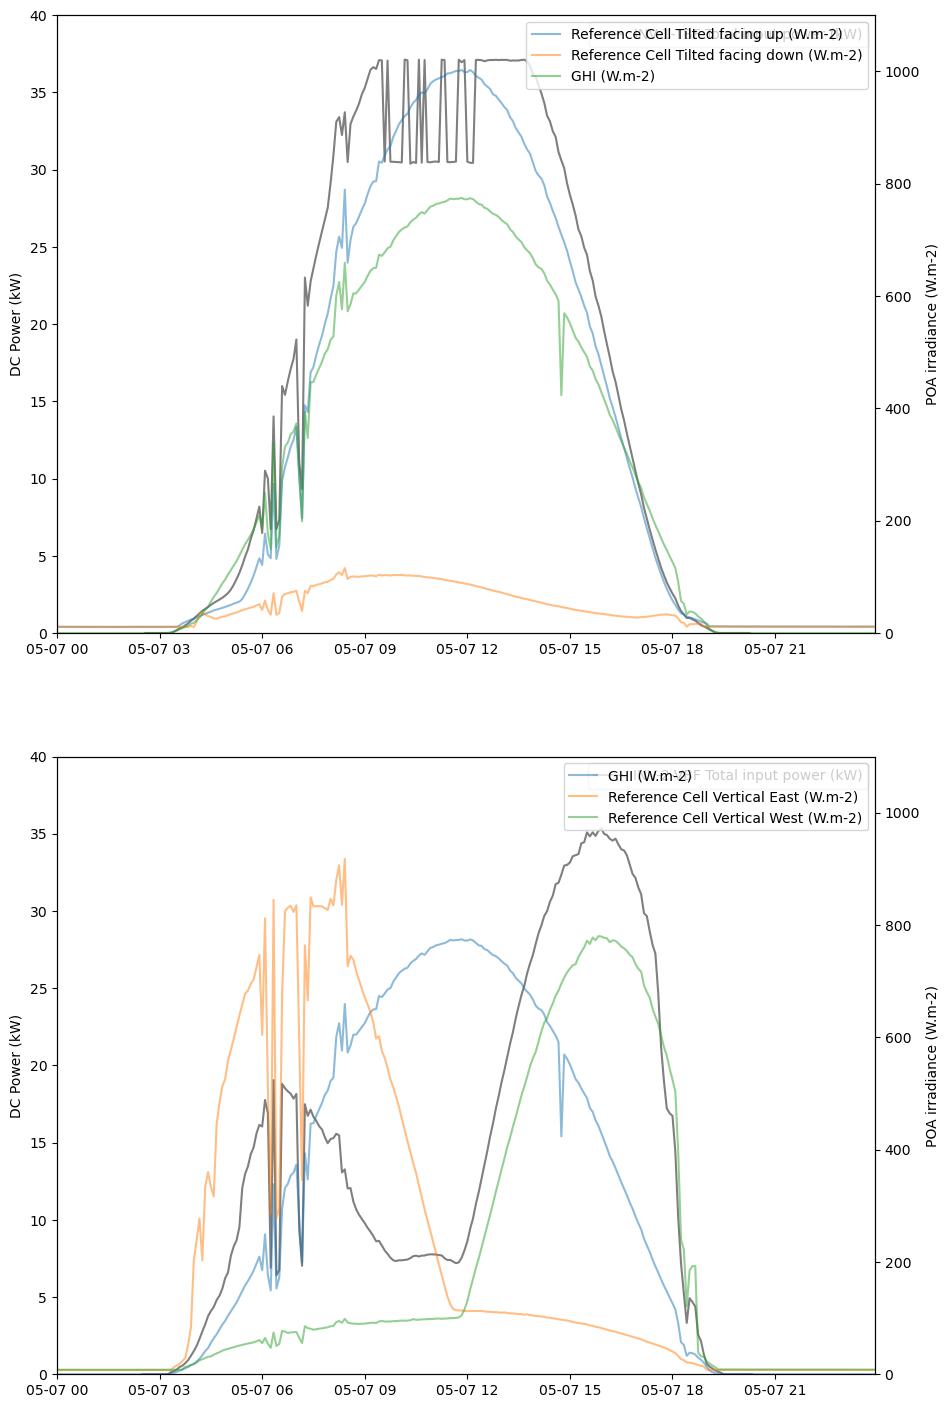 40
35
30
25
20
15
10
5
0
DC Power (kW)
Reference Cell Tilted facing up (W.m-2)
Reference Cell Tilted facing down (W.m-2)
GHI (W.m-2)
1000
800
600
400
200
0
POA irradiance (W.m-2)
05-07 00 05-07 03 05-07 06 05-07 09 05-07 12 05-07 15 05-07 18 05-07 21
40
35
30
25
20
15
10
5
0
DC Power (kW)
Total input power (kW)
GHI (W.m-2)
Reference Cell Vertical East (W.m-2)
Reference Cell Vertical West (W.m-2)
1000
800
600
400
200
0
POA irradiance (W.m-2)
05-07 00 05-07 03 05-07 06 05-07 09 05-07 12 05-07 15 05-07 18 05-07 21